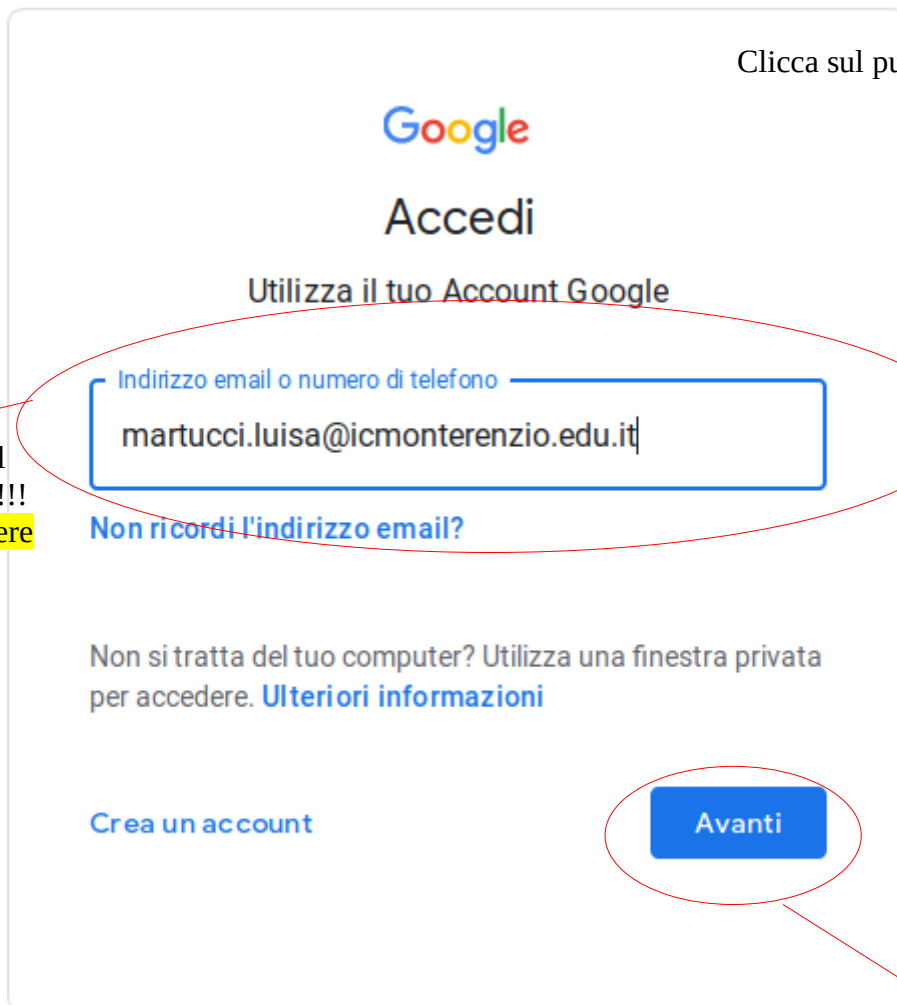 Clicca sul
Google
Accedi
Utilizza il tuo Account Google
Indirizzo email o numero di telefono
martucci.luisa@icmonterenzio.edu.it
!!!
Non ricordi l'indirizzo email?
Non si tratta del tuo computer? Utilizza una finestra privata
per accedere. Ulteriori informazioni
Crea un account
Avanti